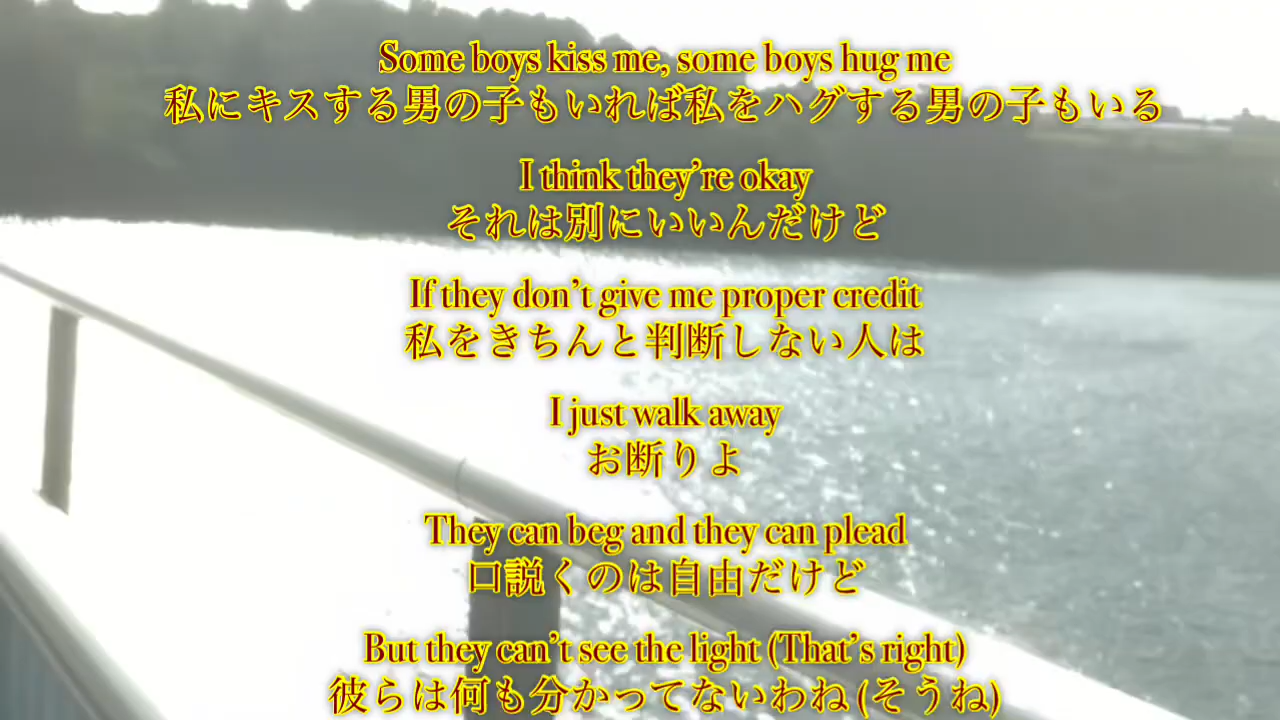 Some boys kiss me, some boys hug me
私にキスする男の子もいれば私をハグする男の子もいる
I think they're okay
それは別にいいんだけど
If they don't give me proper credit
私をきちんと判断しない人は
I just walk away
お断りよ
They can beg and they can plead
口説くのは自由だけど
But they can't see the light (That's right)
彼らは何も分かってないわね (そうね)